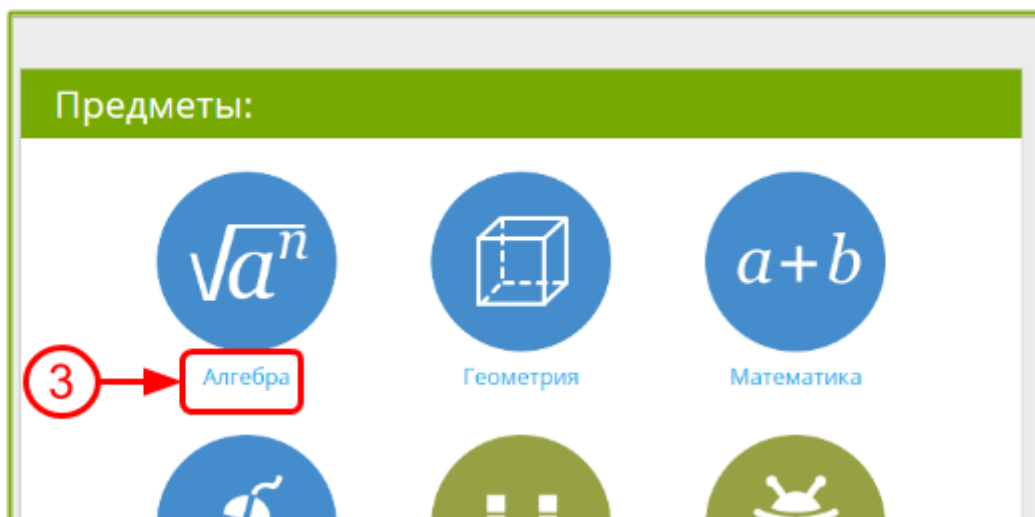 Предметы:
√aⁿ
a+b
3
Алгебра
Геометрия
Математика